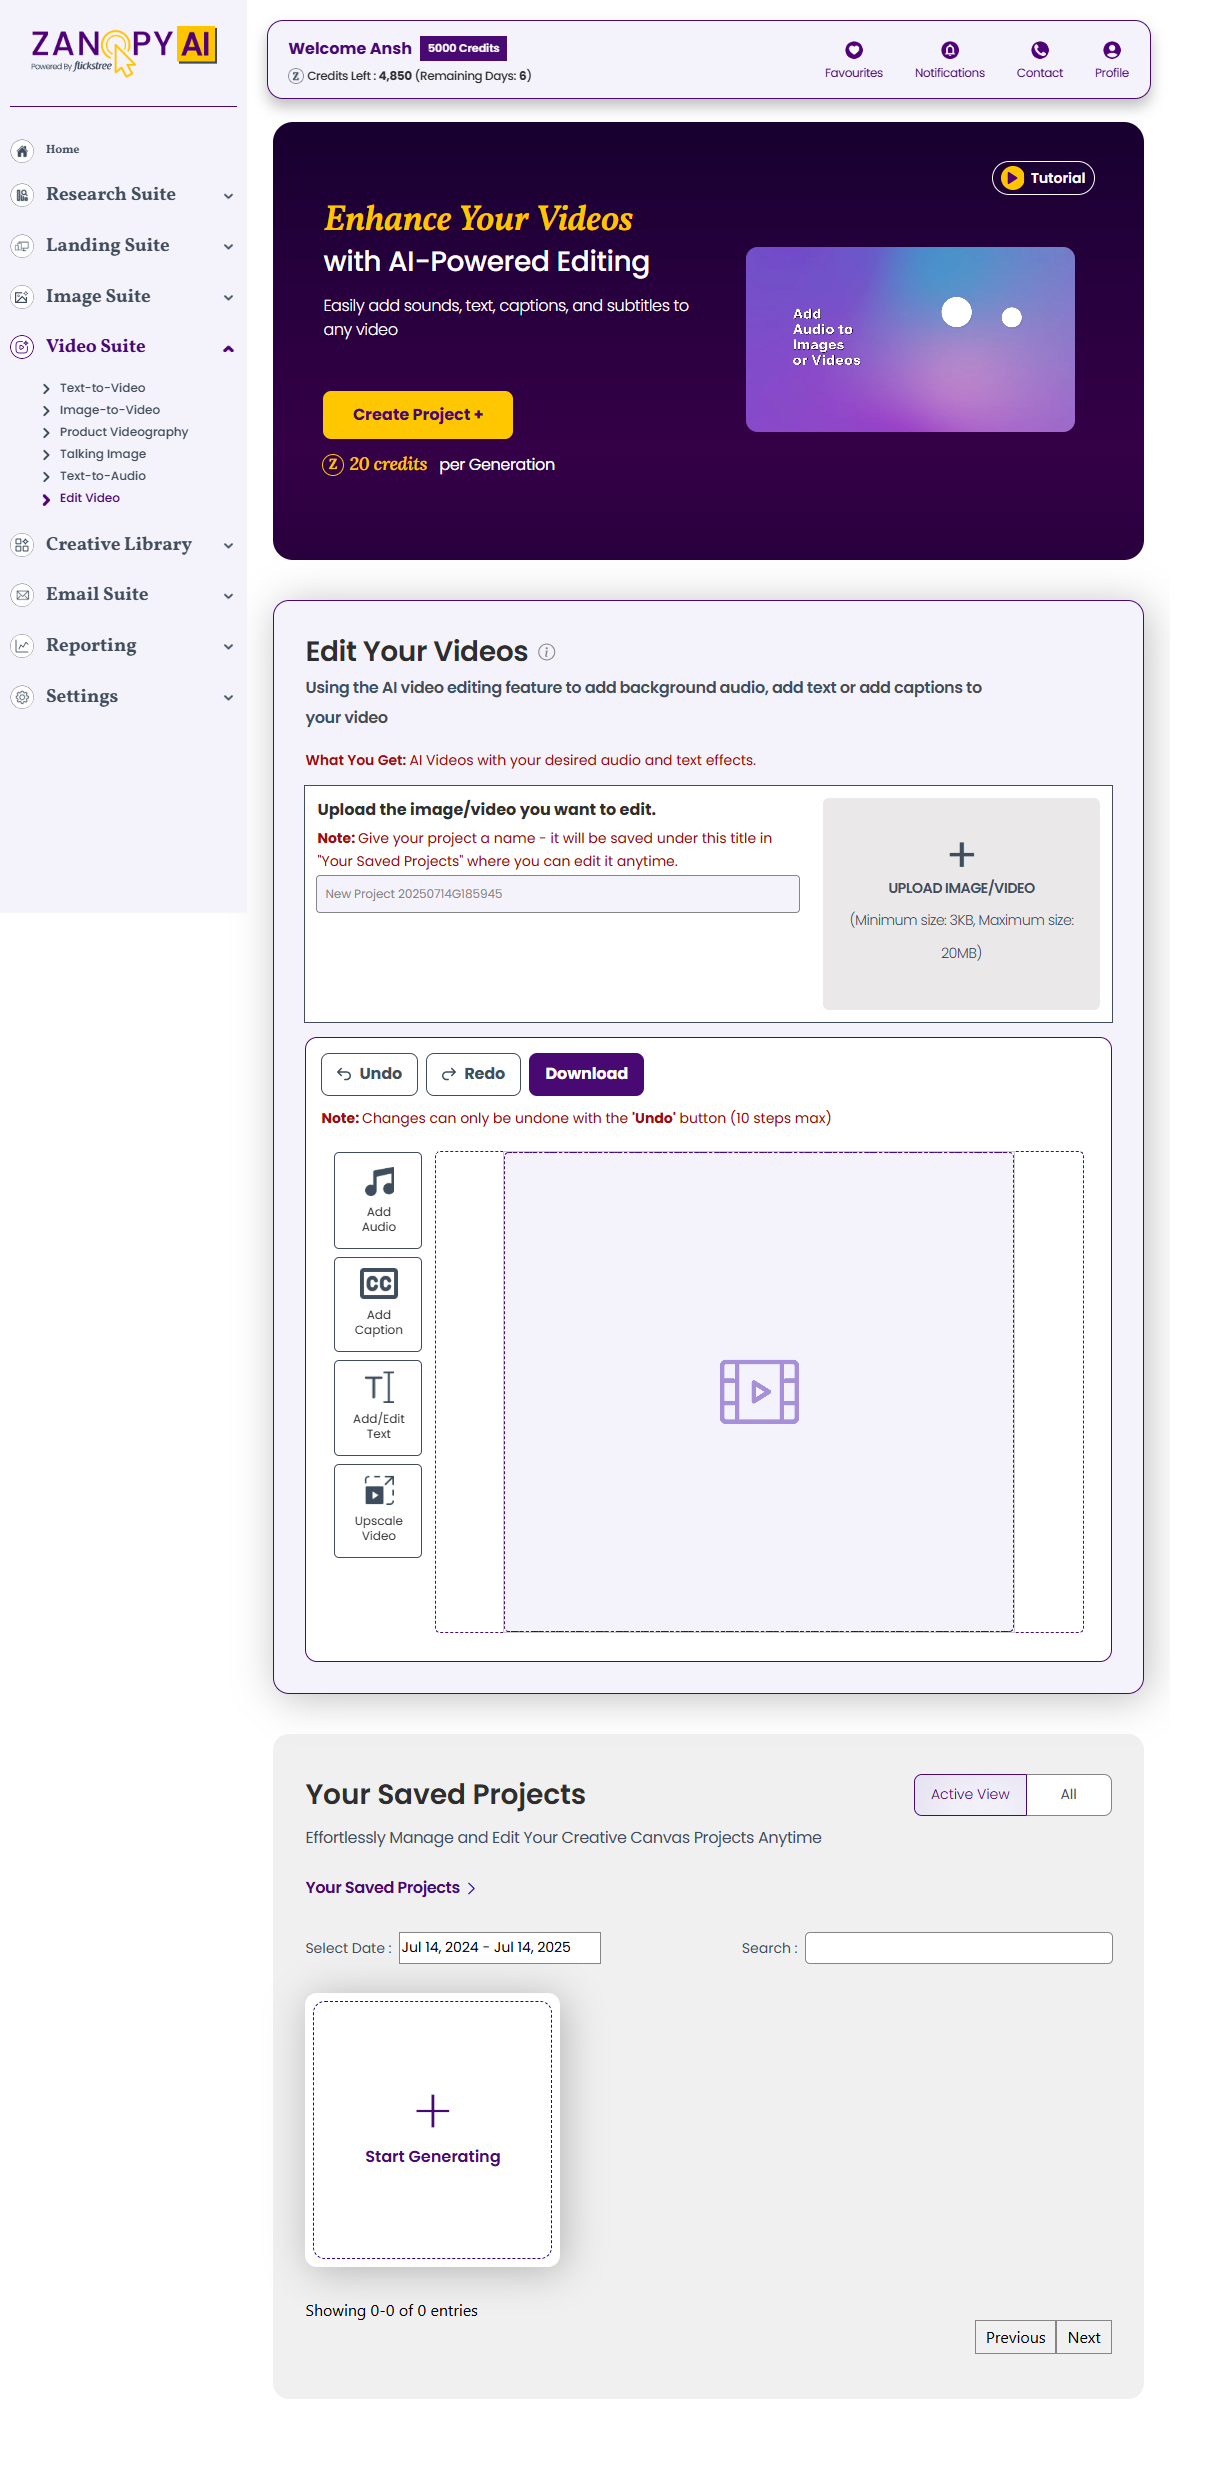 ZANOPY AI
Powered By flickstree
Home
Research Suite
Landing Suite
Image Suite
Video Suite
Text-to-Video
Image-to-Video
Product Videography
Talking Image
Text-to-Audio
Edit Video
Creative Library
Email Suite
Reporting
Settings
Welcome Ansh 5000 Credits
Z Credits Left : 4,850 (Remaining Days: 6)
Favourites
Notifications
Contact
Profile
Tutorial
Enhance Your Videos
with AI-Powered Editing
Easily add sounds, text, captions, and subtitles to
any video
Create Project +
Z 20 credits per Generation
Add
Audio to
Images
or Videos
Edit Your Videos i
Using the AI video editing feature to add background audio, add text or add captions to
your video
What You Get: AI Videos with your desired audio and text effects.
Upload the image/video you want to edit.
Note: Give your project a name - it will be saved under this title in
"Your Saved Projects" where you can edit it anytime.
New Project 20250714G185945
UPLOAD IMAGE/VIDEO
(Minimum size: 3KB, Maximum size:
20MB)
Undo
Redo
Download
Note: Changes can only be undone with the 'Undo' button (10 steps max)
Add
Audio
CC
Add
Caption
T
Add/Edit
Text
Upscale
Video
Your Saved Projects
Active View
All
Effortlessly Manage and Edit Your Creative Canvas Projects Anytime
Your Saved Projects
Select Date : Jul 14, 2024 - Jul 14, 2025
Search :
Start Generating
Showing 0-0 of 0 entries
Previous
Next